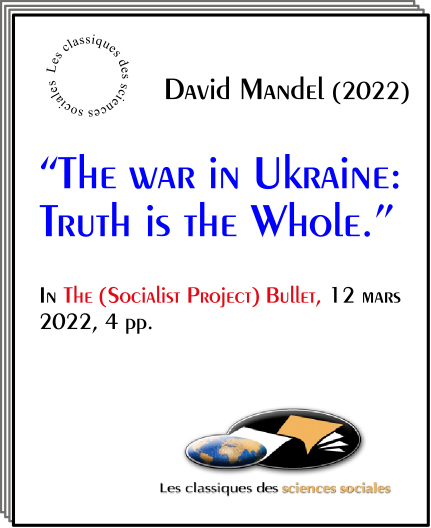 Les classiques des sciences sociales
David Mandel (2022)
“The war in Ukraine:
Truth is the Whole.”
In The (Socialist Project) Bullet, 12 mars
2022, 4 pp.
Les classiques des sciences sociales